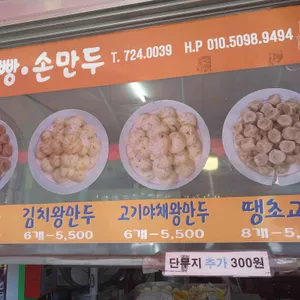 빵·손만두 T. 724.0039 H.P 010.5098.9494
김치왕만두 고기야채왕만두 땡초고
6개-5,500 6개-5,500 8개-5,
단무지 추가 300원